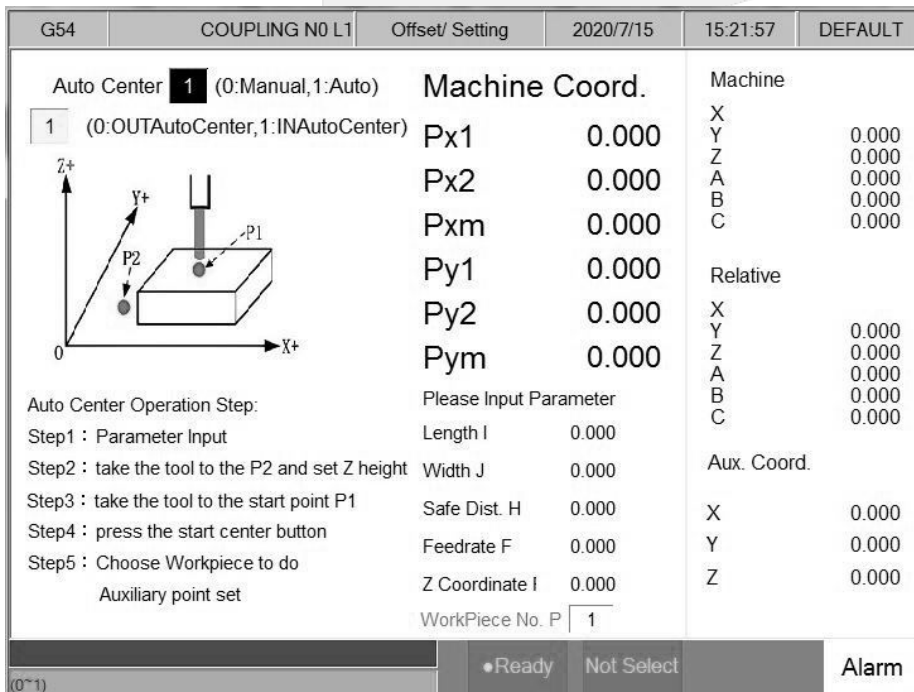 G54 COUPLING N0 L1 Offset/ Setting 2020/7/15 15:21:57 DEFAULT
Auto Center 1 (0:Manual,1:Auto)
1 (0:OUTAutoCenter,1:INAutoCenter)
Z+
Y+
P1
P2
0
X+
Auto Center Operation Step:
Step1：Parameter Input
Step2：take the tool to the P2 and set Z height
Step3：take the tool to the start point P1
Step4：press the start center button
Step5：Choose Workpiece to do
Auxiliary point set
Machine Coord.
Px1 0.000
Px2 0.000
Pxm 0.000
Py1 0.000
Py2 0.000
Pym 0.000
Please Input Parameter
Length I 0.000
Width J 0.000
Safe Dist. H 0.000
Feedrate F 0.000
Z Coordinate 0.000
WorkPiece No. P 1
Machine
X
Y 0.000
Z 0.000
A 0.000
B 0.000
C 0.000
Relative
X
Y 0.000
Z 0.000
A 0.000
B 0.000
C 0.000
Aux. Coord.
X 0.000
Y 0.000
Z 0.000
●Ready Not Select Alarm
(0~1)